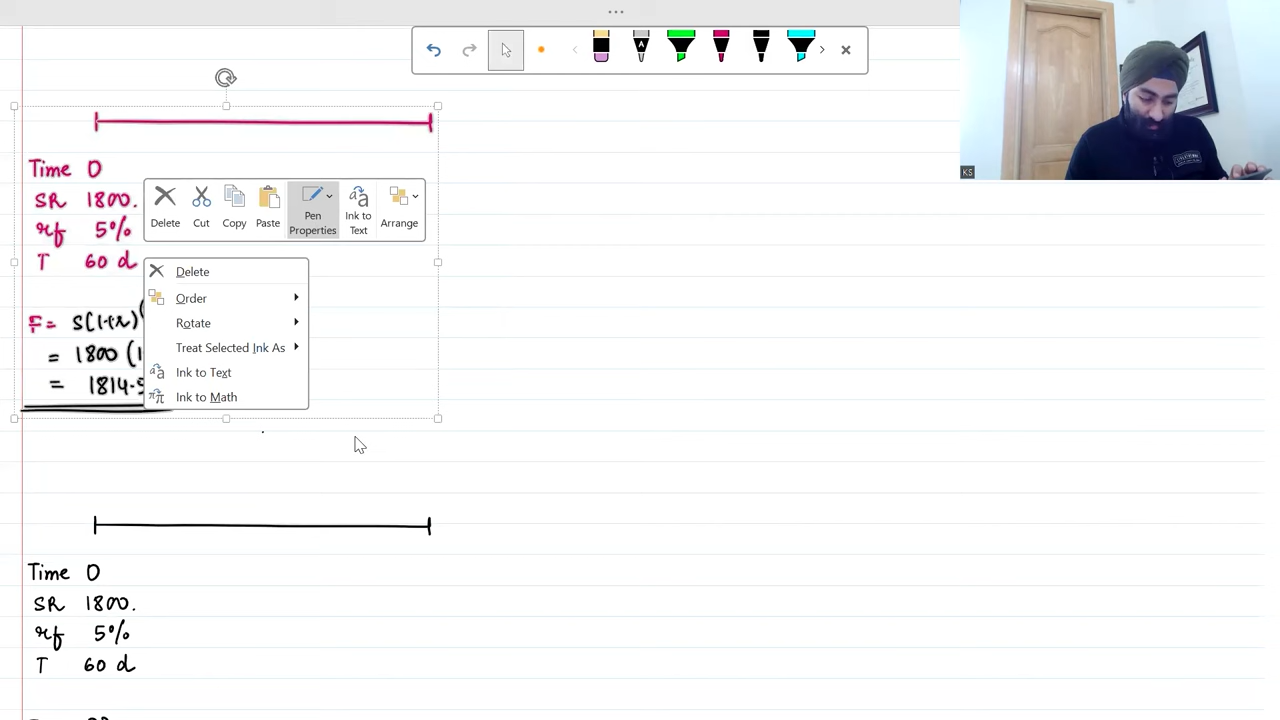 Time 0
SR 1800.
rf 5%
T 60 d
F = S(1+r)
= 1800 (1
= 1814.5
Delete
Cut
Copy
Paste
Pen Properties
Ink to Text
Arrange
Delete
Order
Rotate
Treat Selected Ink As
Ink to Text
Ink to Math
Time 0
SR 1800.
rf 5%
T 60 d
KS